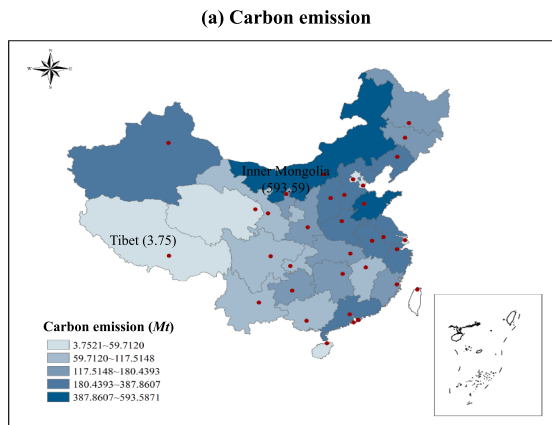 (a) Carbon emission
N
W
E
S
Inner Mongolia
(593.59)
Tibet (3.75)
Carbon emission (Mt)
3.7521~59.7120
59.7120~117.5148
117.5148~180.4393
180.4393~387.8607
387.8607~593.5871